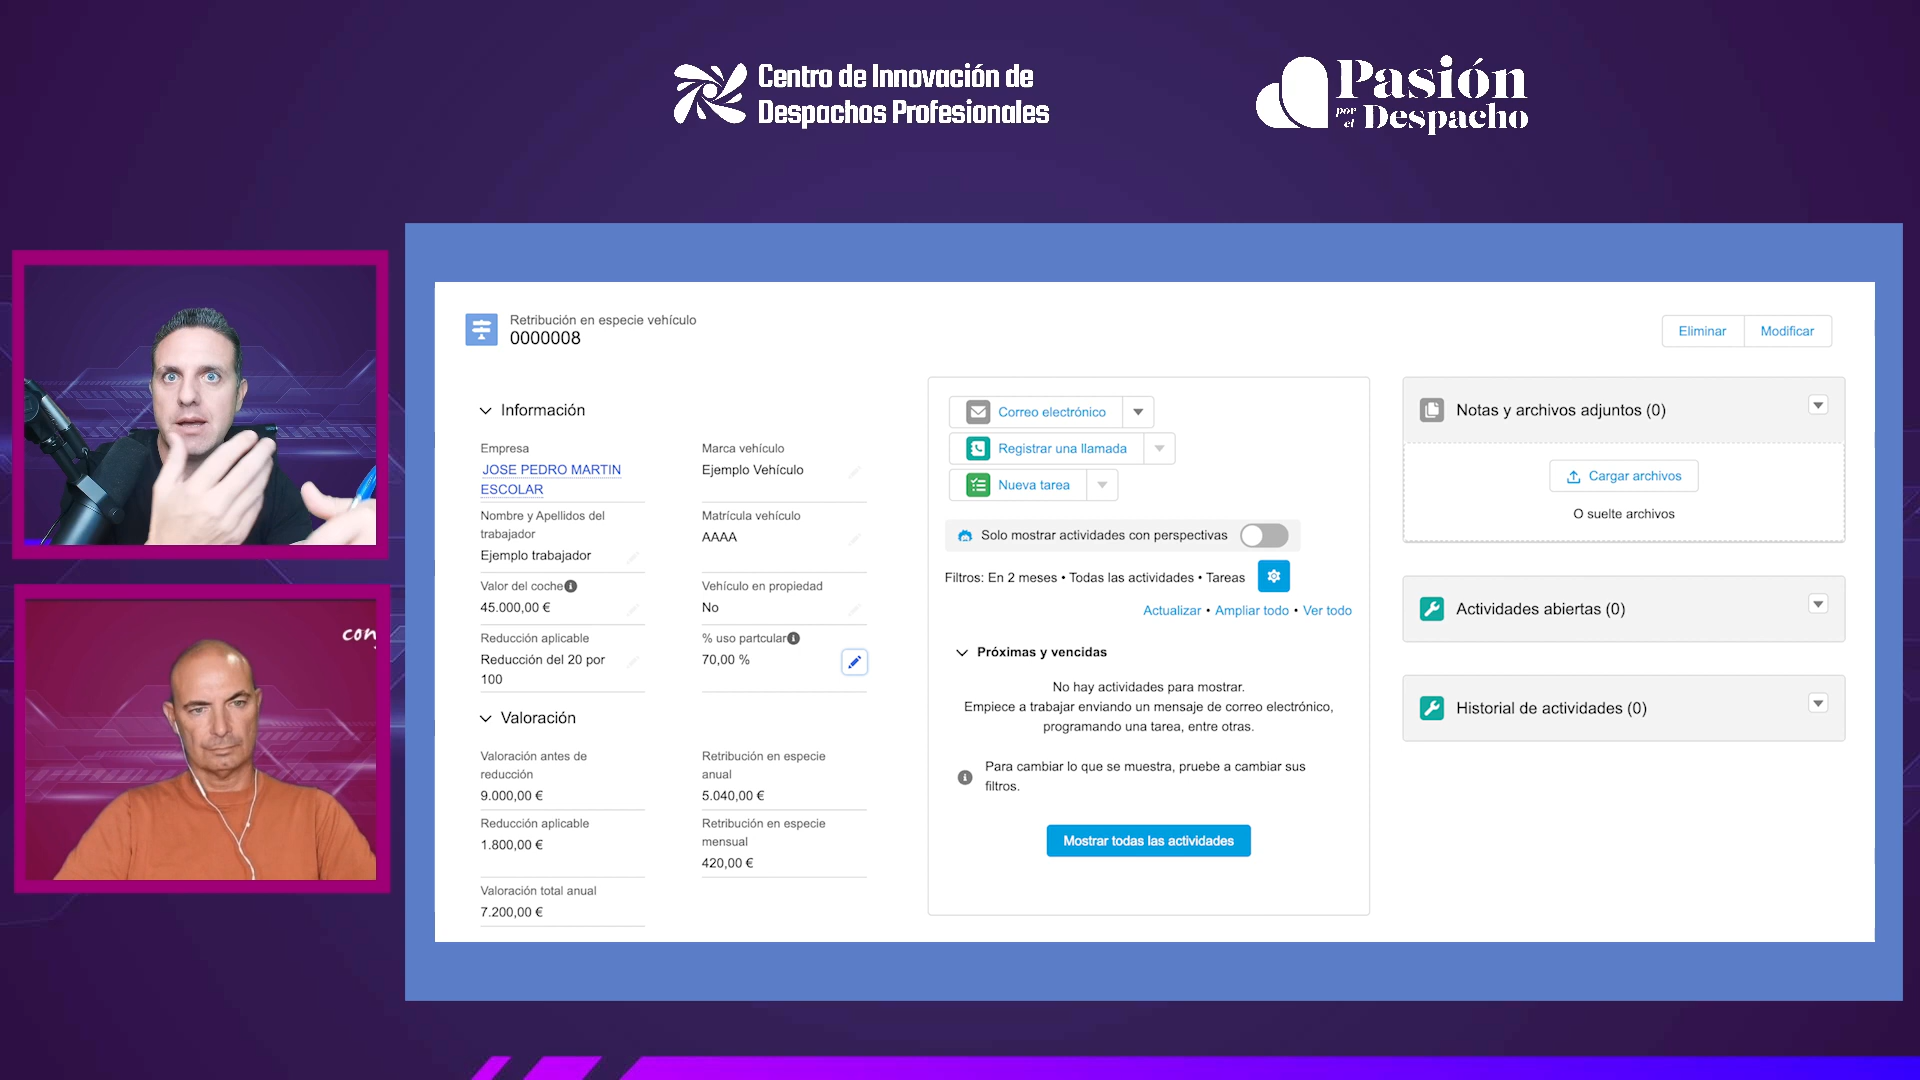 Centro de Innovación de
Despachos Profesionales
Pasión
por el Despacho
con
Retribución en especie vehículo
0000008
Eliminar
Modificar
Información
Empresa
JOSE PEDRO MARTIN
ESCOLAR
Marca vehículo
Ejemplo Vehículo
Nombre y Apellidos del
trabajador
Ejemplo trabajador
Matrícula vehículo
AAAA
Valor del coche
45.000,00 €
Vehículo en propiedad
No
Reducción aplicable
Reducción del 20 por
100
% uso partcular
70,00 %
Valoración
Valoración antes de
reducción
9.000,00 €
Retribución en especie
anual
5.040,00 €
Reducción aplicable
1.800,00 €
Retribución en especie
mensual
420,00 €
Valoración total anual
7.200,00 €
Correo electrónico
Registrar una llamada
Nueva tarea
Solo mostrar actividades con perspectivas
Filtros: En 2 meses • Todas las actividades • Tareas
Actualizar • Ampliar todo • Ver todo
Próximas y vencidas
No hay actividades para mostrar.
Empiece a trabajar enviando un mensaje de correo electrónico,
programando una tarea, entre otras.
Para cambiar lo que se muestra, pruebe a cambiar sus
filtros.
Mostrar todas las actividades
Notas y archivos adjuntos (0)
Cargar archivos
O suelte archivos
Actividades abiertas (0)
Historial de actividades (0)